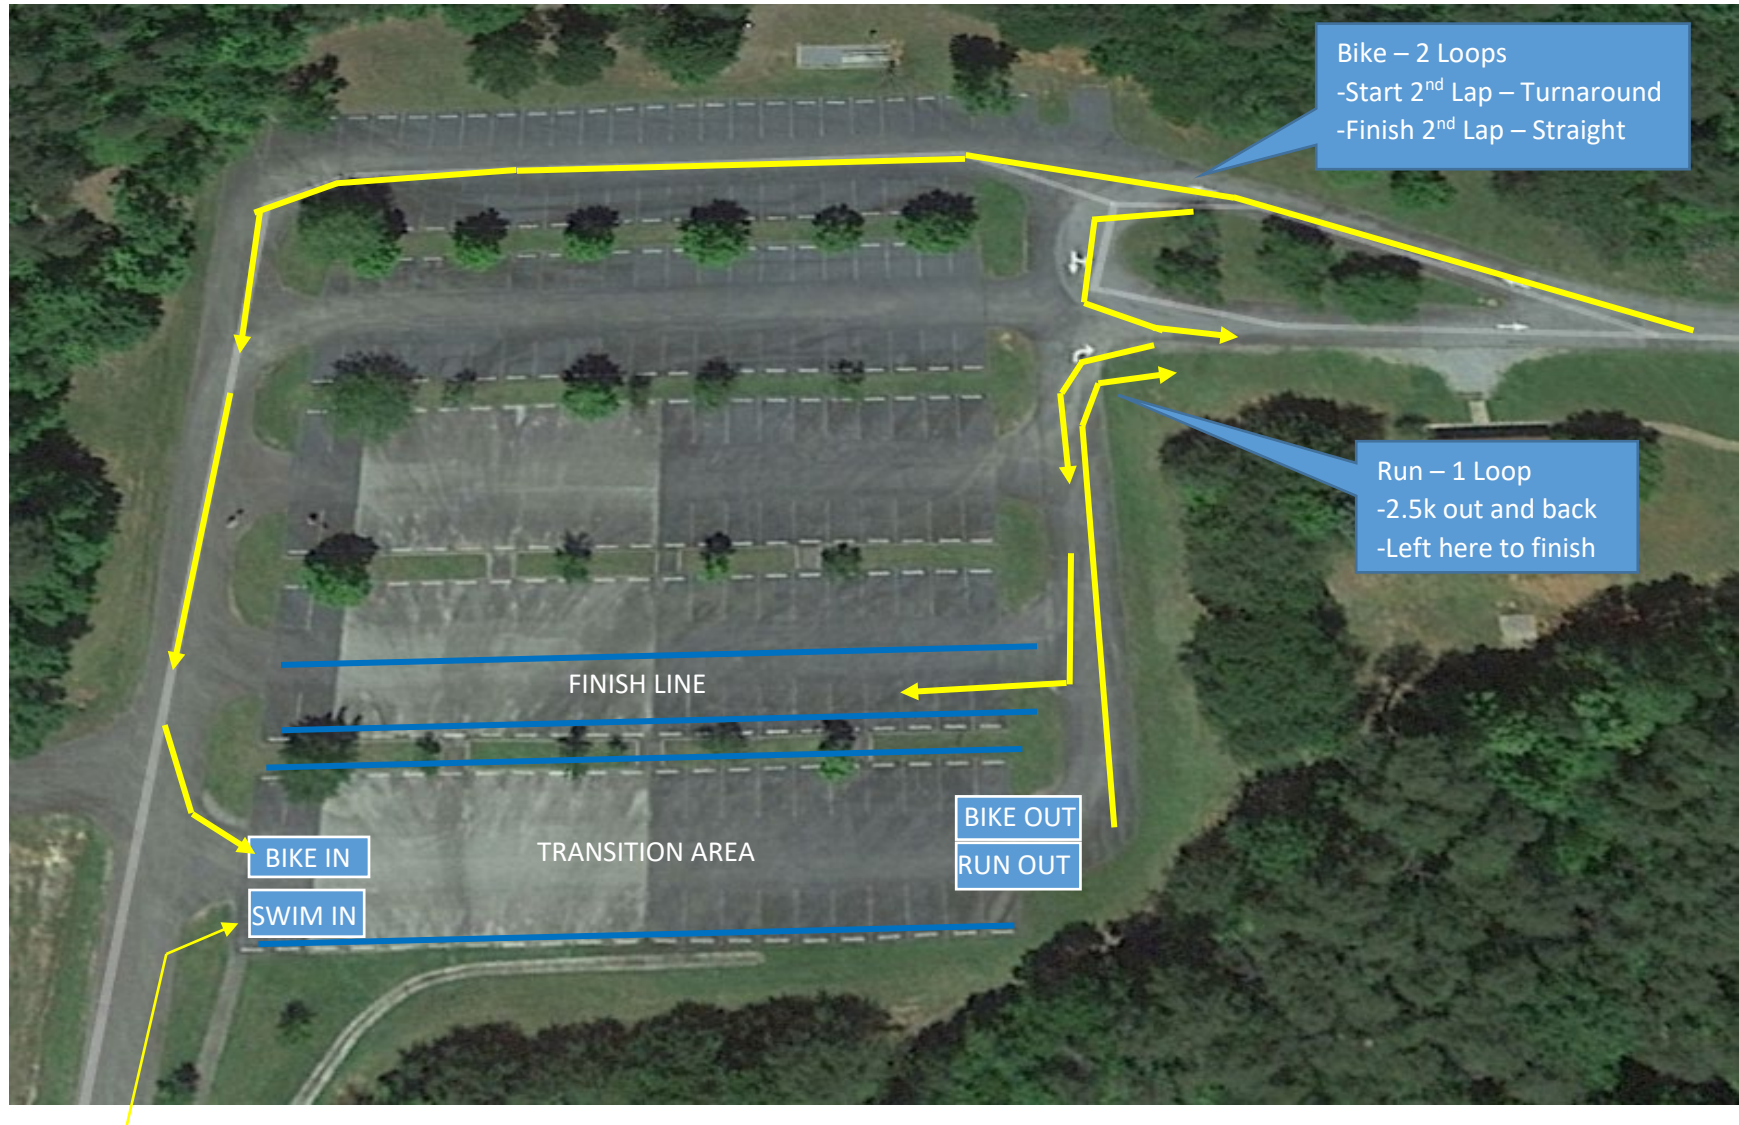 Bike – 2 Loops
-Start 2nd Lap – Turnaround
-Finish 2nd Lap – Straight
Run – 1 Loop
-2.5k out and back
-Left here to finish
FINISH LINE
BIKE OUT
BIKE IN
TRANSITION AREA
RUN OUT
SWIM IN